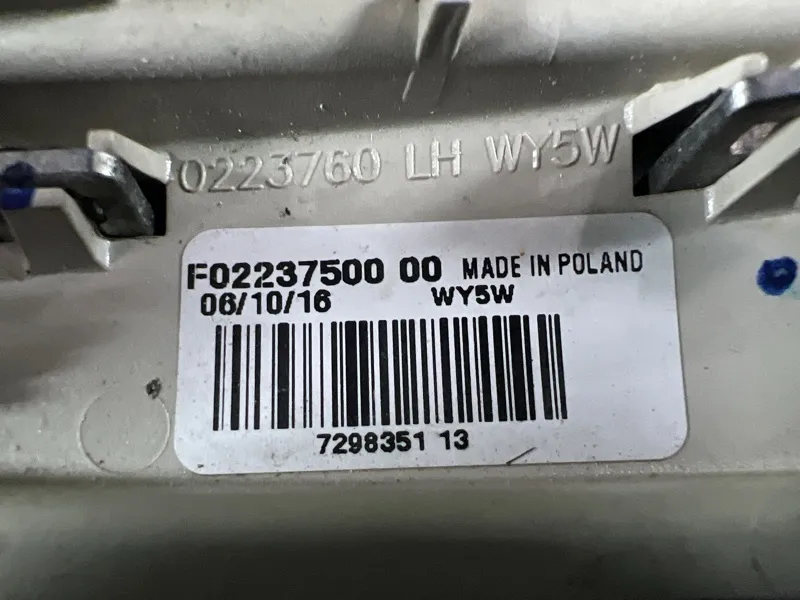 0223760 LH WY5W
F02237500 00 MADE IN POLAND
06/10/16 WY5W
7298351 13